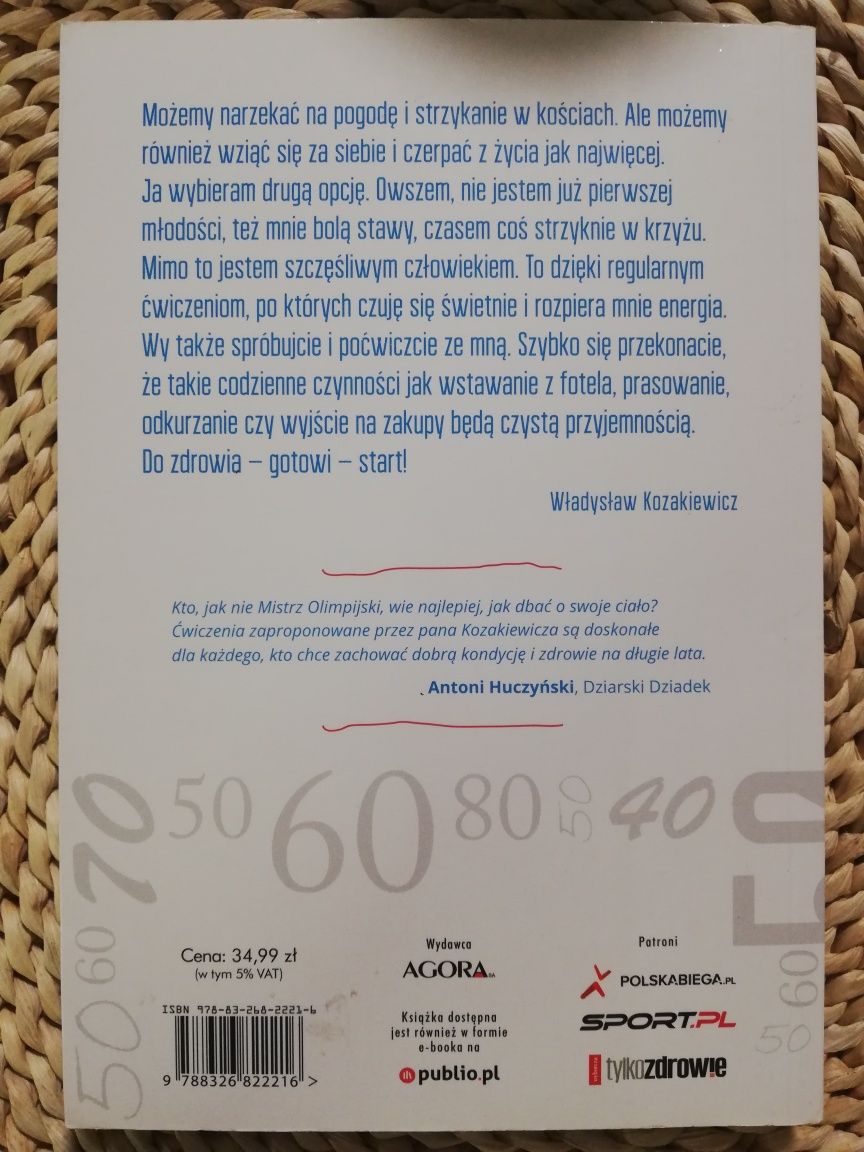 Możemy narzekać na pogodę i strzykanie w kościach. Ale możemy
również wziąć się za siebie i czerpać z życia jak najwięcej.
Ja wybieram drugą opcję. Owszem, nie jestem już pierwszej
młodości, też mnie bolą stawy, czasem coś strzyknie w krzyżu.
Mimo to jestem szczęśliwym człowiekiem. To dzięki regularnym
ćwiczeniom, po których czuję się świetnie i rozpiera mnie energia.
Wy także spróbujcie i poćwiczcie ze mną. Szybko się przekonacie,
że takie codzienne czynności jak wstawanie z fotela, prasowanie,
odkurzanie czy wyjście na zakupy będą czystą przyjemnością.
Do zdrowia – gotowi – start!
Władysław Kozakiewicz
Kto, jak nie Mistrz Olimpijski, wie najlepiej, jak dbać o swoje ciało?
Ćwiczenia zaproponowane przez pana Kozakiewicza są doskonałe
dla każdego, kto chce zachować dobrą kondycję i zdrowie na długie lata.
Antoni Huczyński, Dziarski Dziadek
70 50 60 80 50 40 50
60
50
60
50
Cena: 34,99 zł
(w tym 5% VAT)
ISBN 978-83-268-2221-6
9 788326 822216 >
Wydawca
AGORA SA
Książka dostępna
jest również w formie
e-booka na
publio.pl
Patroni
POLSKABIEGA.PL
SPORT.PL
wyborcza tylkozdrowie